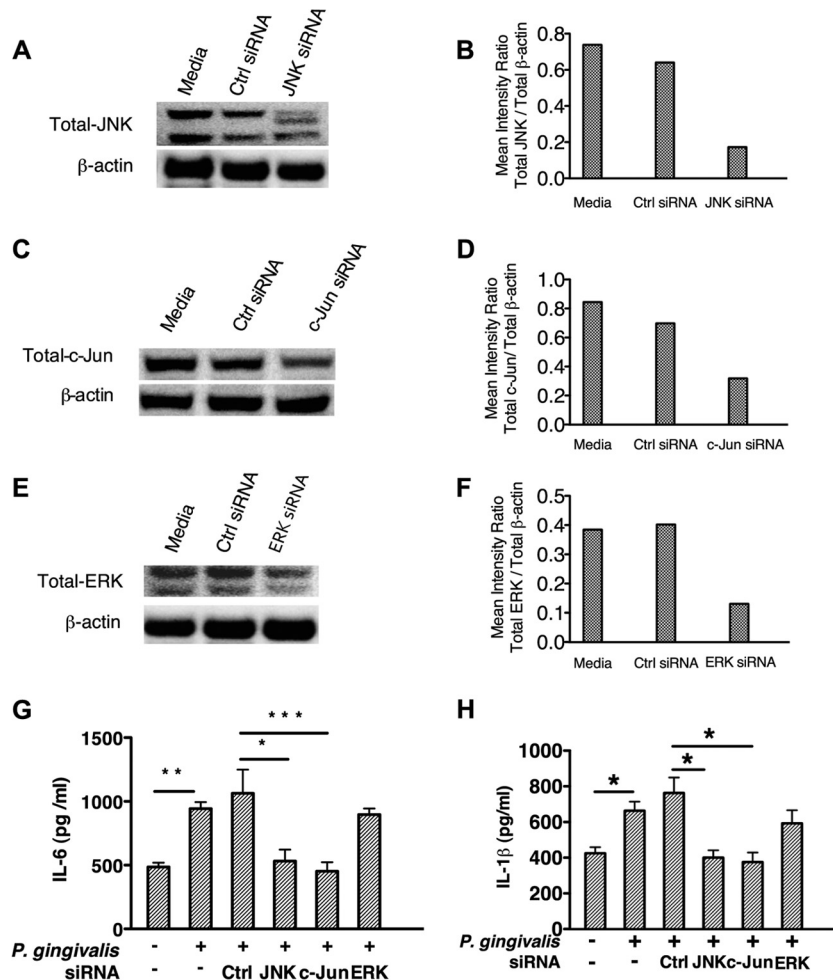 A
Media
Ctrl siRNA
JNK siRNA
Total-JNK
β-actin
B
Mean Intensity Ratio
Total JNK / Total β-actin
0.8
0.6
0.4
0.2
0.0
Media Ctrl siRNA JNK siRNA
C
Media
Ctrl siRNA
c-Jun siRNA
Total-c-Jun
β-actin
D
Mean Intensity Ratio
Total c-Jun/ Total β-actin
1.0
0.8
0.6
0.4
0.2
0.0
Media Ctrl siRNA c-Jun siRNA
E
Media
Ctrl siRNA
ERK siRNA
Total-ERK
β-actin
F
Mean Intensity Ratio
Total ERK / Total β-actin
0.5
0.4
0.3
0.2
0.1
0.0
Media Ctrl siRNA ERK siRNA
G
IL-6 (pg /ml)
1500
1000
500
0
* *
* * *
*
P. gingivalis - + + + + +
siRNA - - Ctrl JNK c-Jun ERK
H
IL-1β (pg/ml)
1000
800
600
400
200
0
*
*
*
P. gingivalis - + + + + +
siRNA - - Ctrl JNK c-Jun ERK